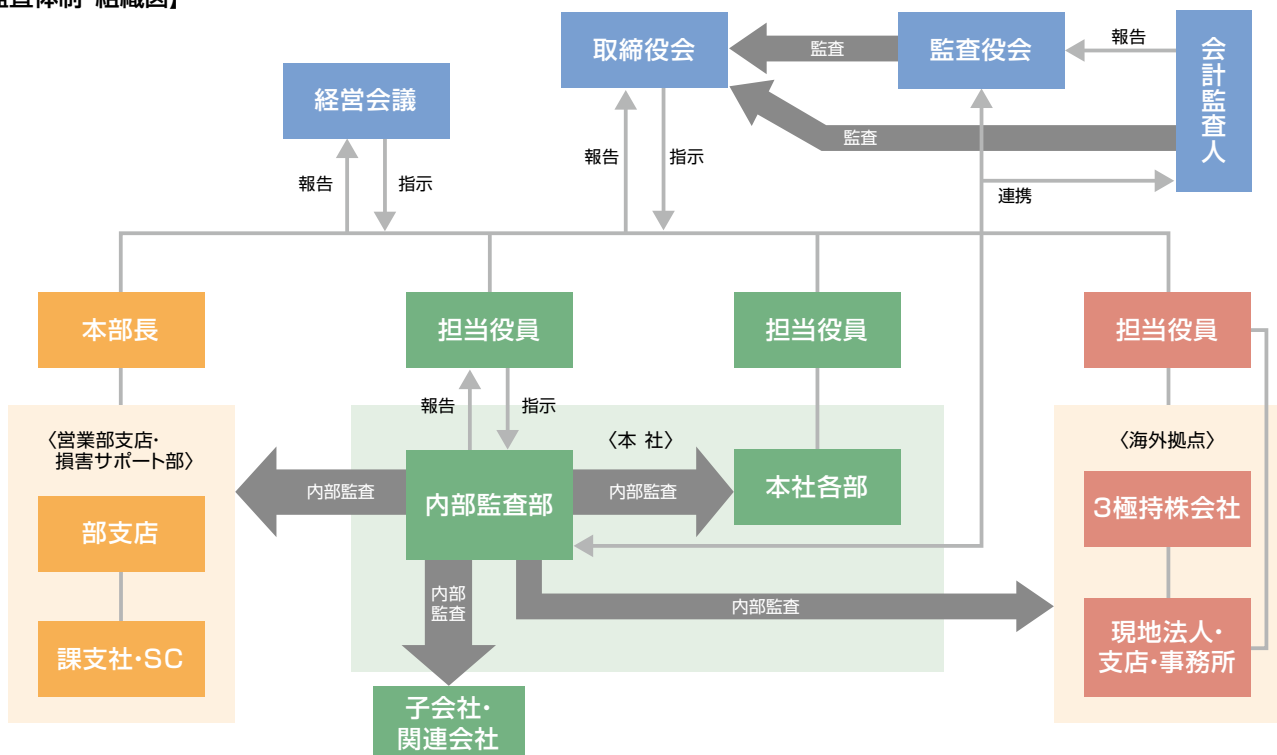 監査体制 組織図】
取締役会
監査
監査役会
報告
会計監査人
経営会議
監査
報告
指示
報告
指示
連携
本部長
担当役員
担当役員
担当役員
報告
指示
〈営業部支店・
損害サポート部〉
〈本 社〉
〈海外拠点〉
内部監査
内部監査部
内部監査
本社各部
部支店
3極持株会社
内部
監査
内部監査
課支社・SC
現地法人・
支店・事務所
子会社・
関連会社